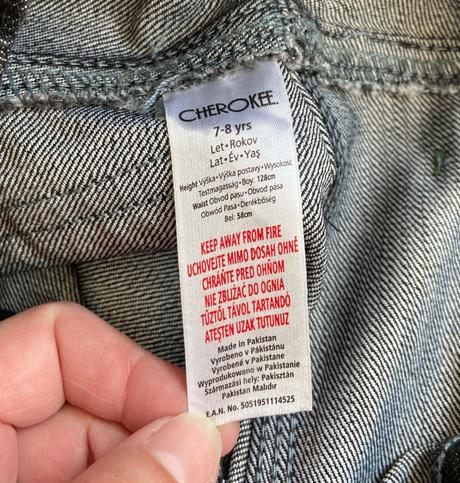 CHEROKEE
7-8 yrs
Let•Rokov
Lat•Év•Yaş
Height Výška•Výška postavy•Wysokość
Testmagasság•Boy: 128cm
Waist Obvod pasu•Obvod pása
Obwód Pasa•Derékbőség
Bel: 58cm
KEEP AWAY FROM FIRE
UCHOVEJTE MIMO DOSAH OHNĚ
CHRÁŇTE PRED OHŇOM
NIE ZBLIŻAĆ DO OGNIA
TŰZTŐL TÁVOL TARTANDÓ
ATEŞTEN UZAK TUTUNUZ
Made in Pakistan
Vyrobeno v Pákistánu
Vyrobené v Pakistane
Wyprodukowano w Pakistanie
Származási hely: Pakisztán
Pakistan Malıdır
E.A.N. No. 5051951114525